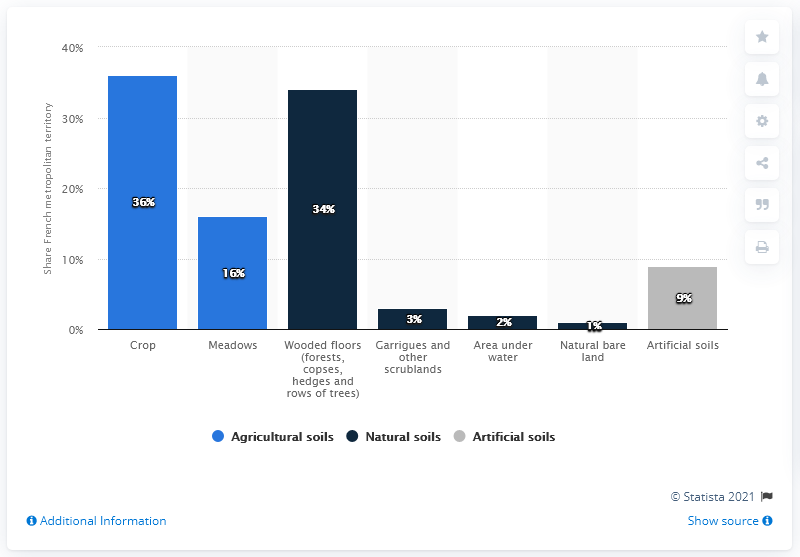 40%
30%
20%
10%
0%
Share French metropolitan territory
36%
16%
34%
3%
2%
1%
9%
Crop
Meadows
Wooded floors
(forests,
copses,
hedges and
rows of trees)
Garrigues and
other
scrublands
Area under
water
Natural bare
land
Artificial soils
Agricultural soils
Natural soils
Artificial soils
© Statista 2021
Additional Information
Show source